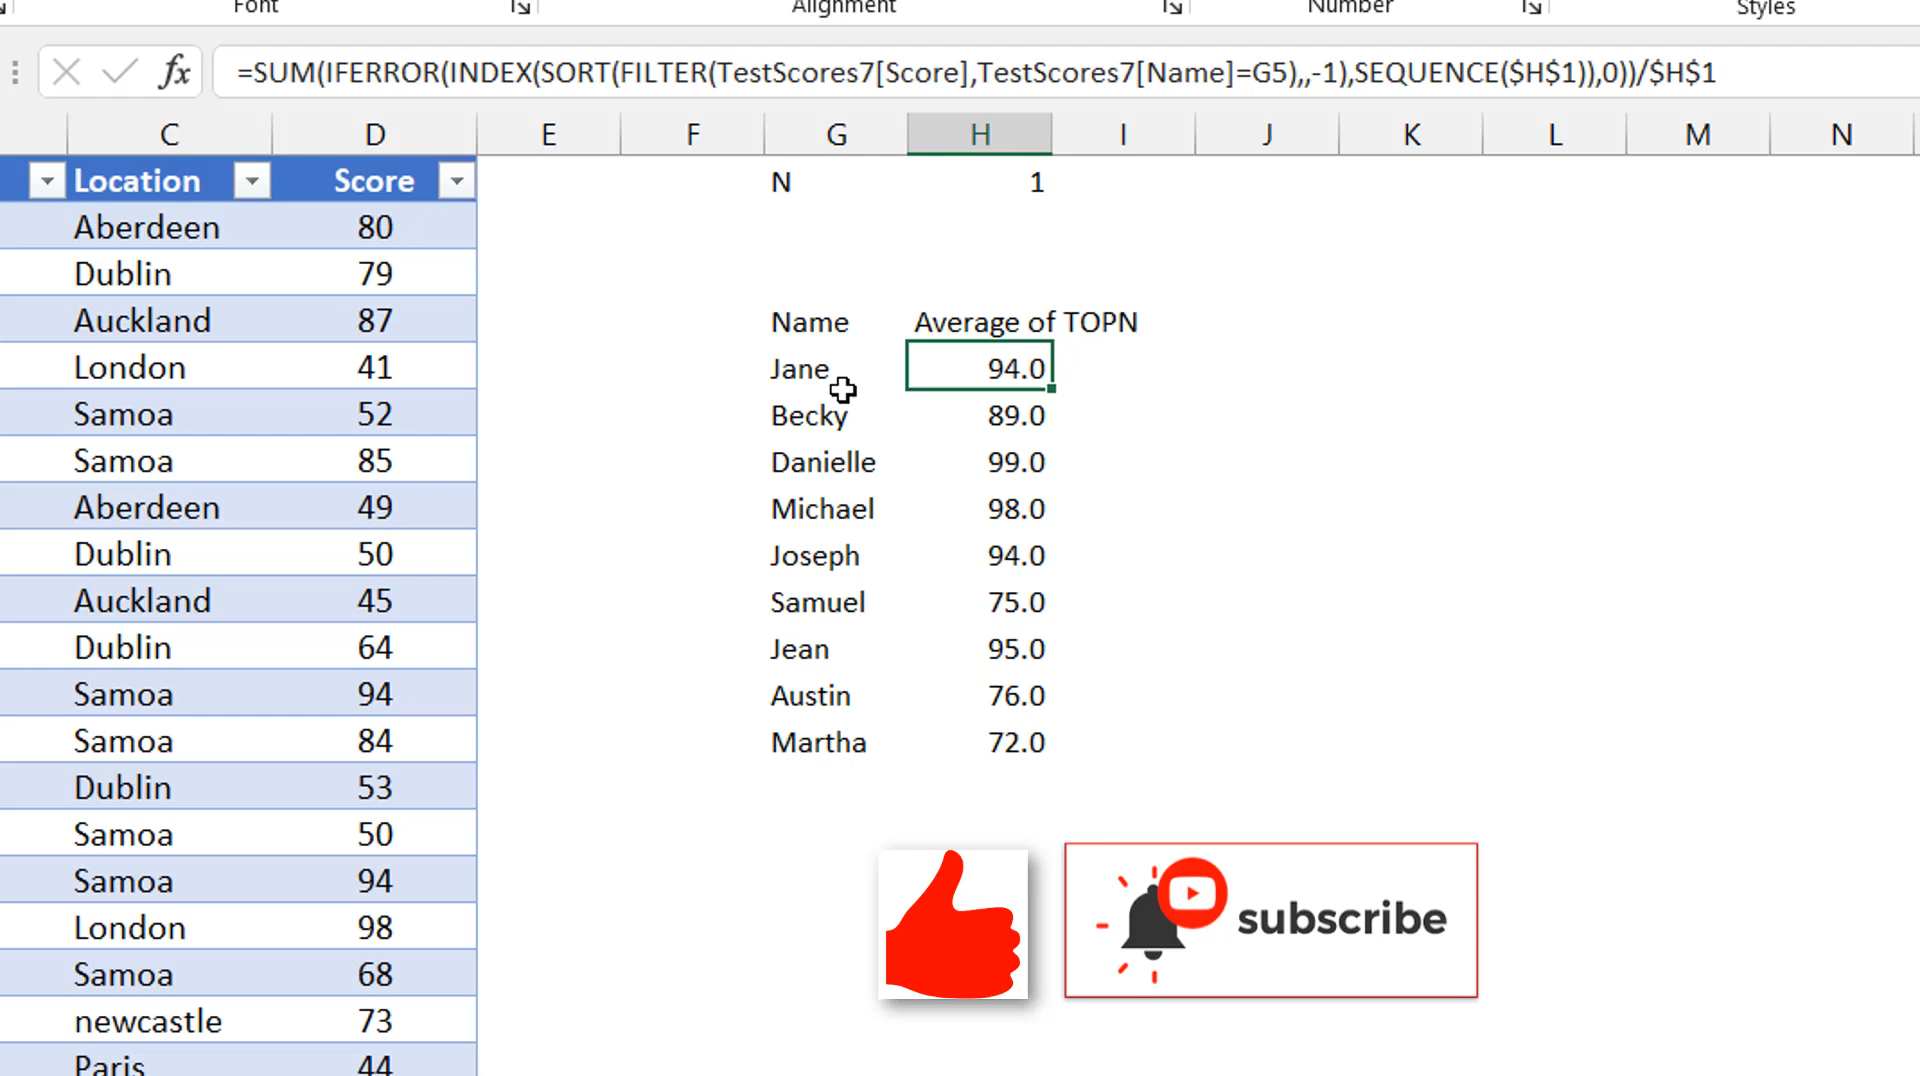 Font Alignment Number Styles
fx =SUM(IFERROR(INDEX(SORT(FILTER(TestScores7[Score],TestScores7[Name]=G5),,-1),SEQUENCE($H$1)),0))/$H$1
C D E F G H I J K L M N
Location Score N 1
Aberdeen 80
Dublin 79
Auckland 87 Name Average of TOPN
London 41 Jane 94.0
Samoa 52 Becky 89.0
Samoa 85 Danielle 99.0
Aberdeen 49 Michael 98.0
Dublin 50 Joseph 94.0
Auckland 45 Samuel 75.0
Dublin 64 Jean 95.0
Samoa 94 Austin 76.0
Samoa 84 Martha 72.0
Dublin 53
Samoa 50
Samoa 94
London 98 subscribe
Samoa 68
newcastle 73
Paris 44